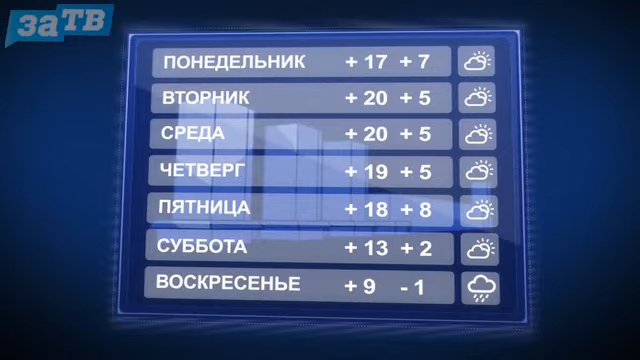 заТВ
ПОНЕДЕЛЬНИК +17 +7
ВТОРНИК +20 +5
СРЕДА +20 +5
ЧЕТВЕРГ +19 +5
ПЯТНИЦА +18 +8
СУББОТА +13 +2
ВОСКРЕСЕНЬЕ +9 -1